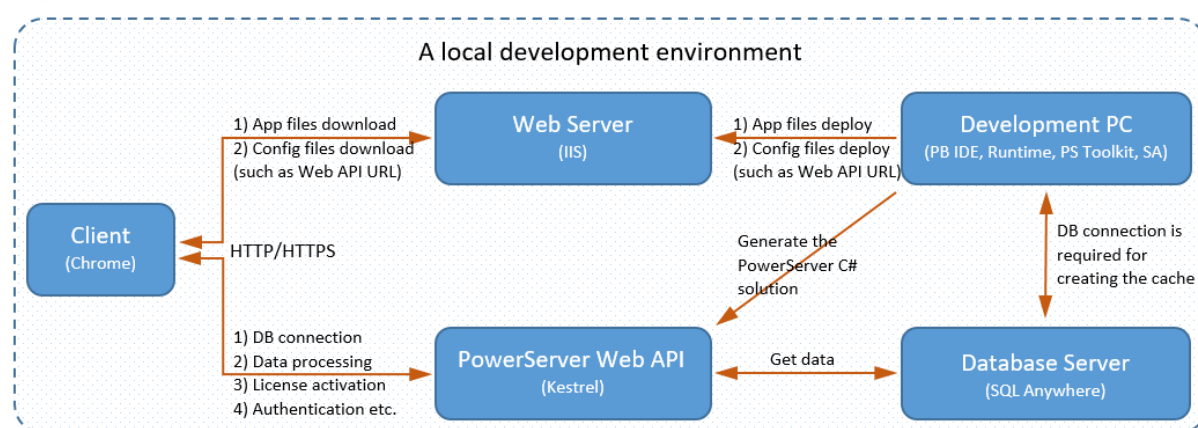 A local development environment
1) App files download
2) Config files download
(such as Web API URL)
Web Server
(IIS)
1) App files deploy
2) Config files deploy
(such as Web API URL)
Development PC
(PB IDE, Runtime, PS Toolkit, SA)
Client
(Chrome)
HTTP/HTTPS
Generate the
PowerServer C#
solution
DB connection is
required for
creating the cache
1) DB connection
2) Data processing
3) License activation
4) Authentication etc.
PowerServer Web API
(Kestrel)
Get data
Database Server
(SQL Anywhere)